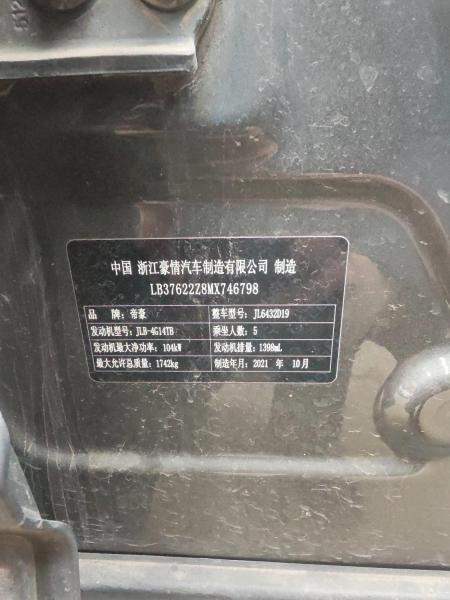 中国 浙江豪情汽车制造有限公司 制造
LB37622Z8MX746798
品 牌：帝豪 整车型号：JL6432D19
发动机型号：JLB-4G14TB 乘坐人数：5
发动机最大净功率：104kW 发动机排量：1398mL
最大允许总质量：1742kg 制造年月：2021 年 10月